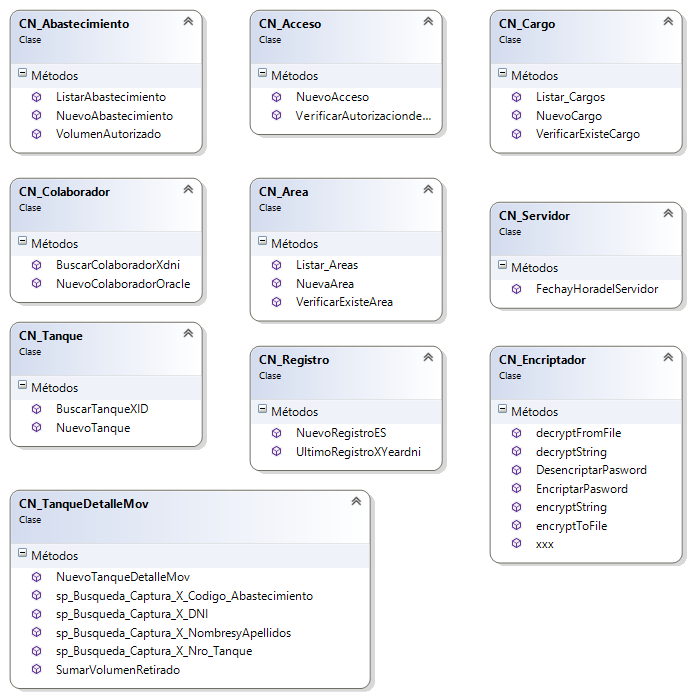 CN_Abastecimiento
Clase
Métodos
ListarAbastecimiento
NuevoAbastecimiento
VolumenAutorizado
CN_Acceso
Clase
Métodos
NuevoAcceso
VerificarAutorizacionde...
CN_Cargo
Clase
Métodos
Listar_Cargos
NuevoCargo
VerificarExisteCargo
CN_Colaborador
Clase
Métodos
BuscarColaboradorXdni
NuevoColaboradorOracle
CN_Area
Clase
Métodos
Listar_Areas
NuevaArea
VerificarExisteArea
CN_Servidor
Clase
Métodos
FechayHoradelServidor
CN_Tanque
Clase
Métodos
BuscarTanqueXID
NuevoTanque
CN_Registro
Clase
Métodos
NuevoRegistroES
UltimoRegistroXYeardni
CN_Encriptador
Clase
Métodos
decryptFromFile
decryptString
DesencriptarPasword
EncriptarPasword
encryptString
encryptToFile
xxx
CN_TanqueDetalleMov
Clase
Métodos
NuevoTanqueDetalleMov
sp_Busqueda_Captura_X_Codigo_Abastecimiento
sp_Busqueda_Captura_X_DNI
sp_Busqueda_Captura_X_NombresyApellidos
sp_Busqueda_Captura_X_Nro_Tanque
SumarVolumenRetirado